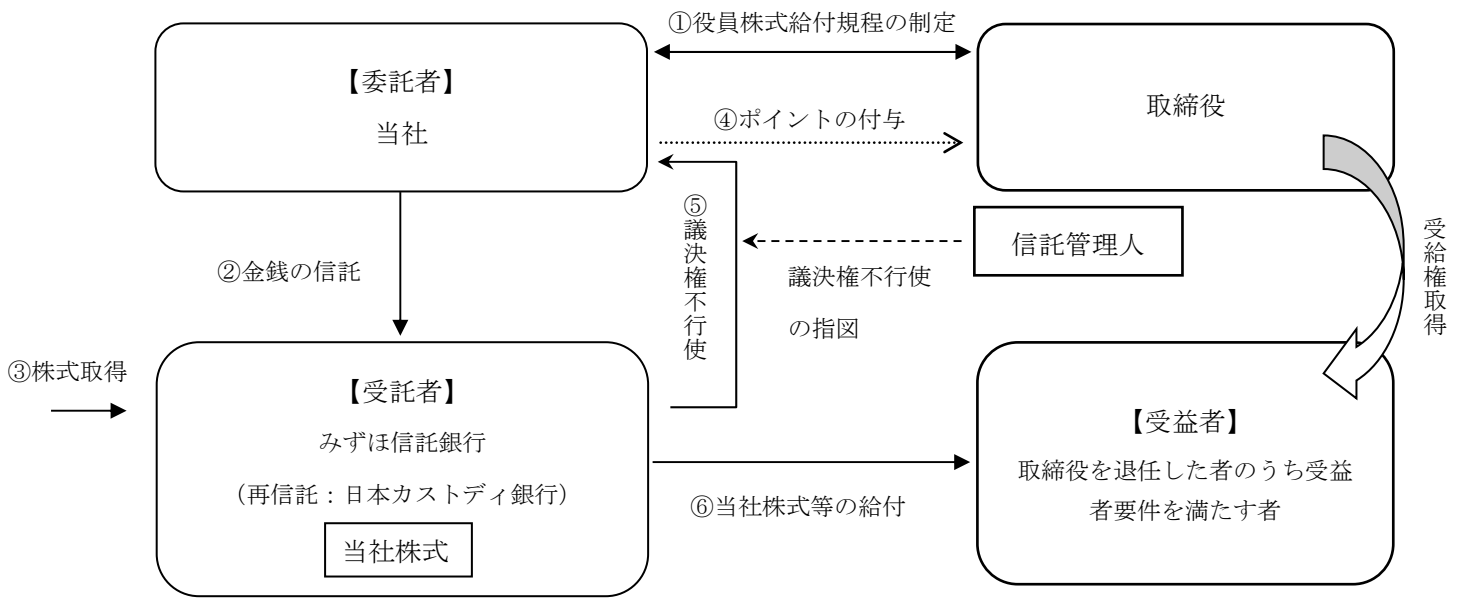 ①役員株式給付規程の制定
【委託者】
当社
取締役
④ポイントの付与
⑤議決権不行使
信託管理人
議決権不行使
の指図
受給権取得
②金銭の信託
③株式取得
【受託者】
みずほ信託銀行
（再信託：日本カストディ銀行）
当社株式
⑥当社株式等の給付
【受益者】
取締役を退任した者のうち受益
者要件を満たす者